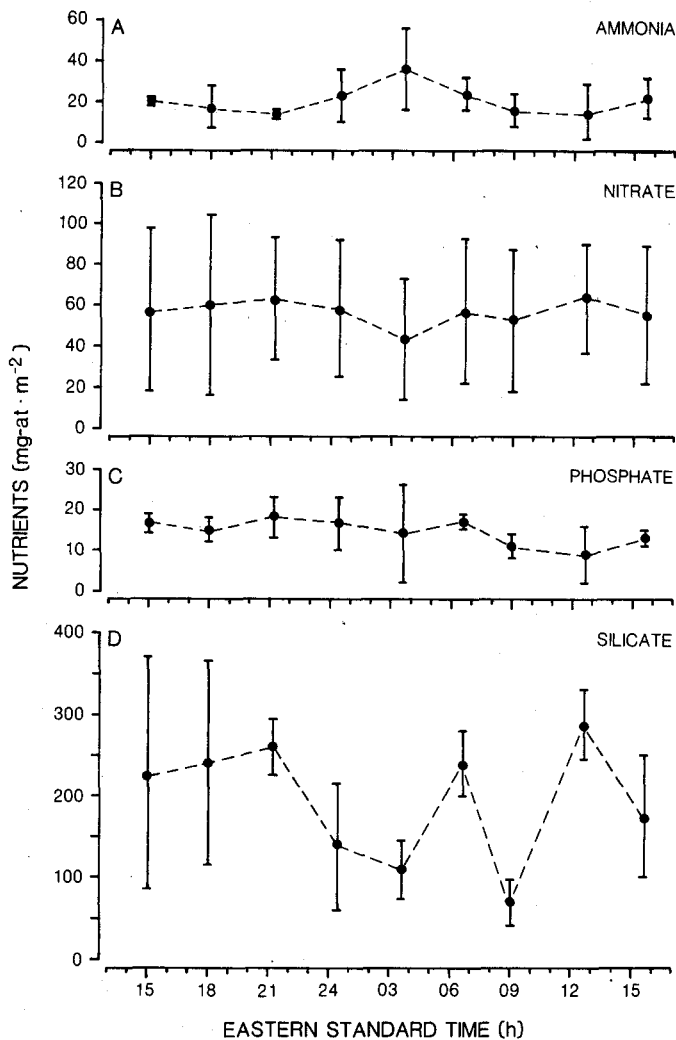 A
AMMONIA
60
40
20
0
B
NITRATE
120
100
80
60
40
20
0
C
PHOSPHATE
30
20
10
0
D
SILICATE
400
300
200
100
0
15 18 21 24 03 06 09 12 15
EASTERN STANDARD TIME (h)
NUTRIENTS (mg-at · m⁻²)